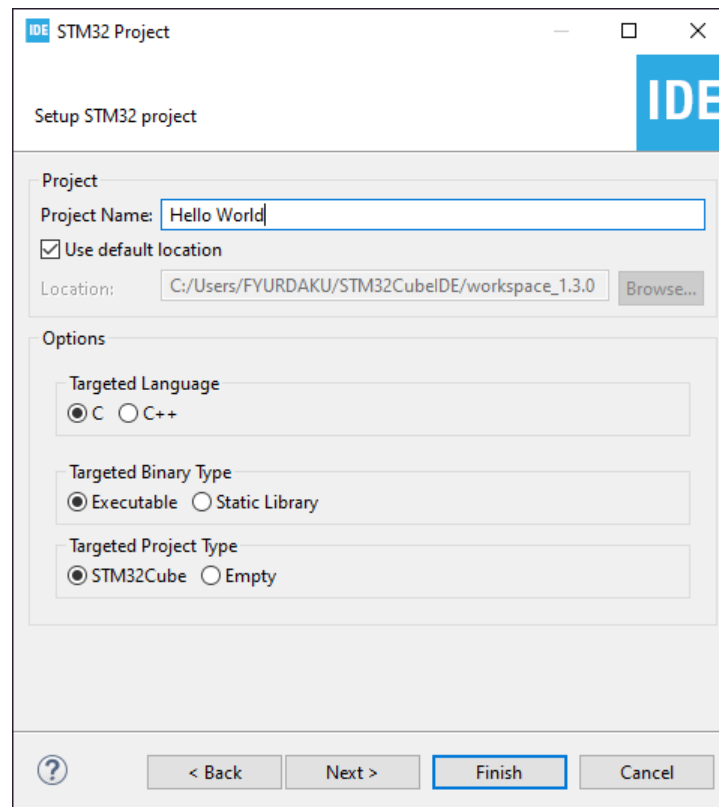 IDE STM32 Project
Setup STM32 project
IDE
Project
Project Name: Hello World
Use default location
Location: C:/Users/FYURDAKU/STM32CubeIDE/workspace_1.3.0 Browse...
Options
Targeted Language
C C++
Targeted Binary Type
Executable Static Library
Targeted Project Type
STM32Cube Empty
? < Back Next > Finish Cancel